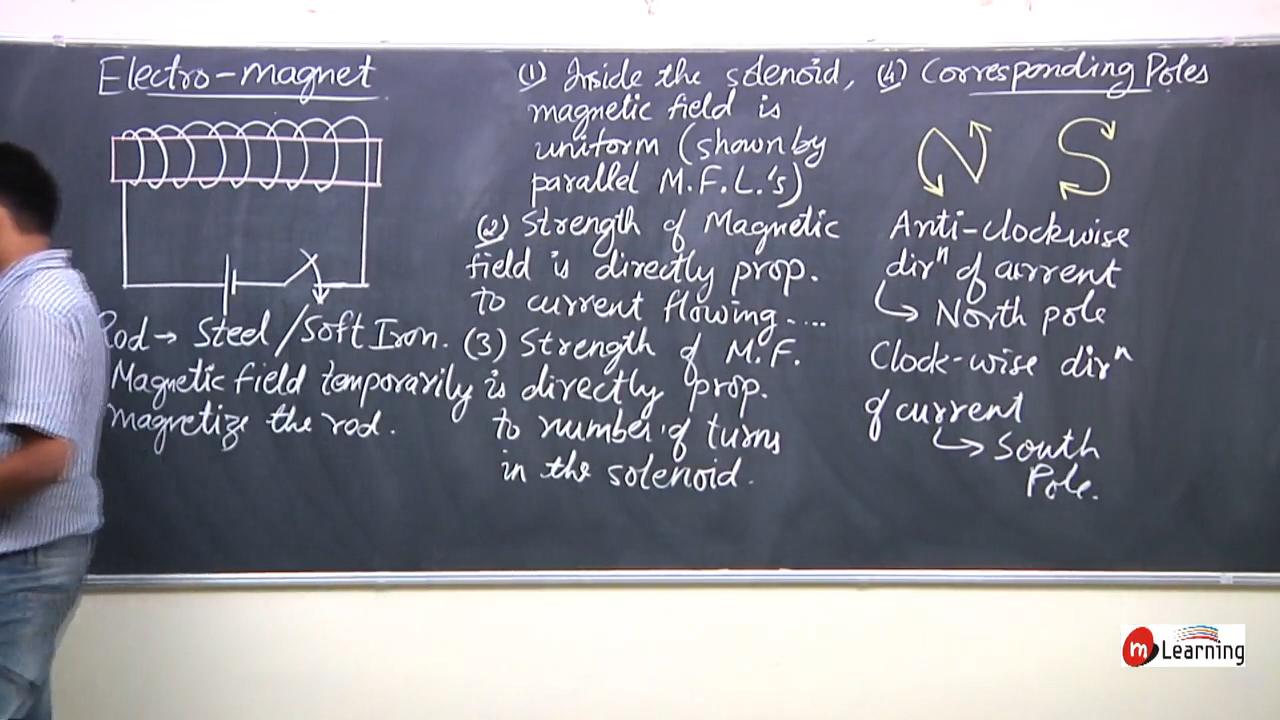 Electro-magnet
Rod → Steel / Soft Iron.
Magnetic field temporarily
magnetize the rod.
(1) Inside the solenoid,
magnetic field is
uniform (shown by
parallel M.F.L.'s)
(2) Strength of Magnetic
field is directly prop.
to current flowing....
(3) Strength of M.F.
is directly prop.
to number of turns
in the solenoid.
(4) Corresponding Poles
N S
Anti-clockwise
dirⁿ of current
↳ North pole
Clock-wise dirⁿ
of current
↳ South
Pole.
m Learning